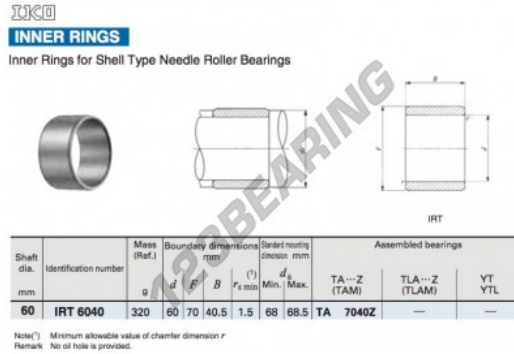 IKO
INNER RINGS
Inner Rings for Shell Type Needle Roller Bearings
B
r
r
F
d
IRT
123BEARING
Shaft dia. mm
Identification number
Mass (Ref.) g
Boundary dimensions mm
d F B rs min (1)
Standard mounting dimension mm
da
Min. Max.
Assembled bearings
TA···Z (TAM)
TLA···Z (TLAM)
YT YTL
60 IRT 6040 320 60 70 40.5 1.5 68 68.5 TA 7040Z — —
Note(1) Minimum allowable value of chamfer dimension r
Remark No oil hole is provided.